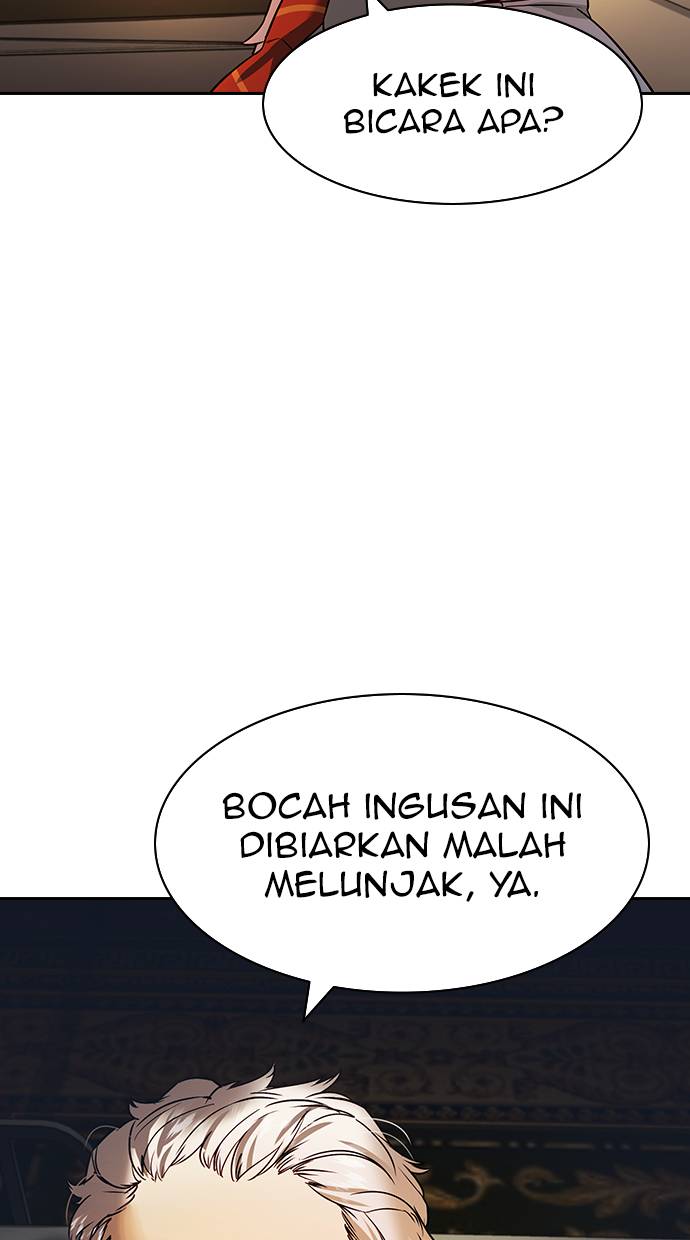 KAKEK INI
BICARA APA?
BOCAH INGUSAN INI
DIBIARKAN MALAH
MELUNJAK, YA.